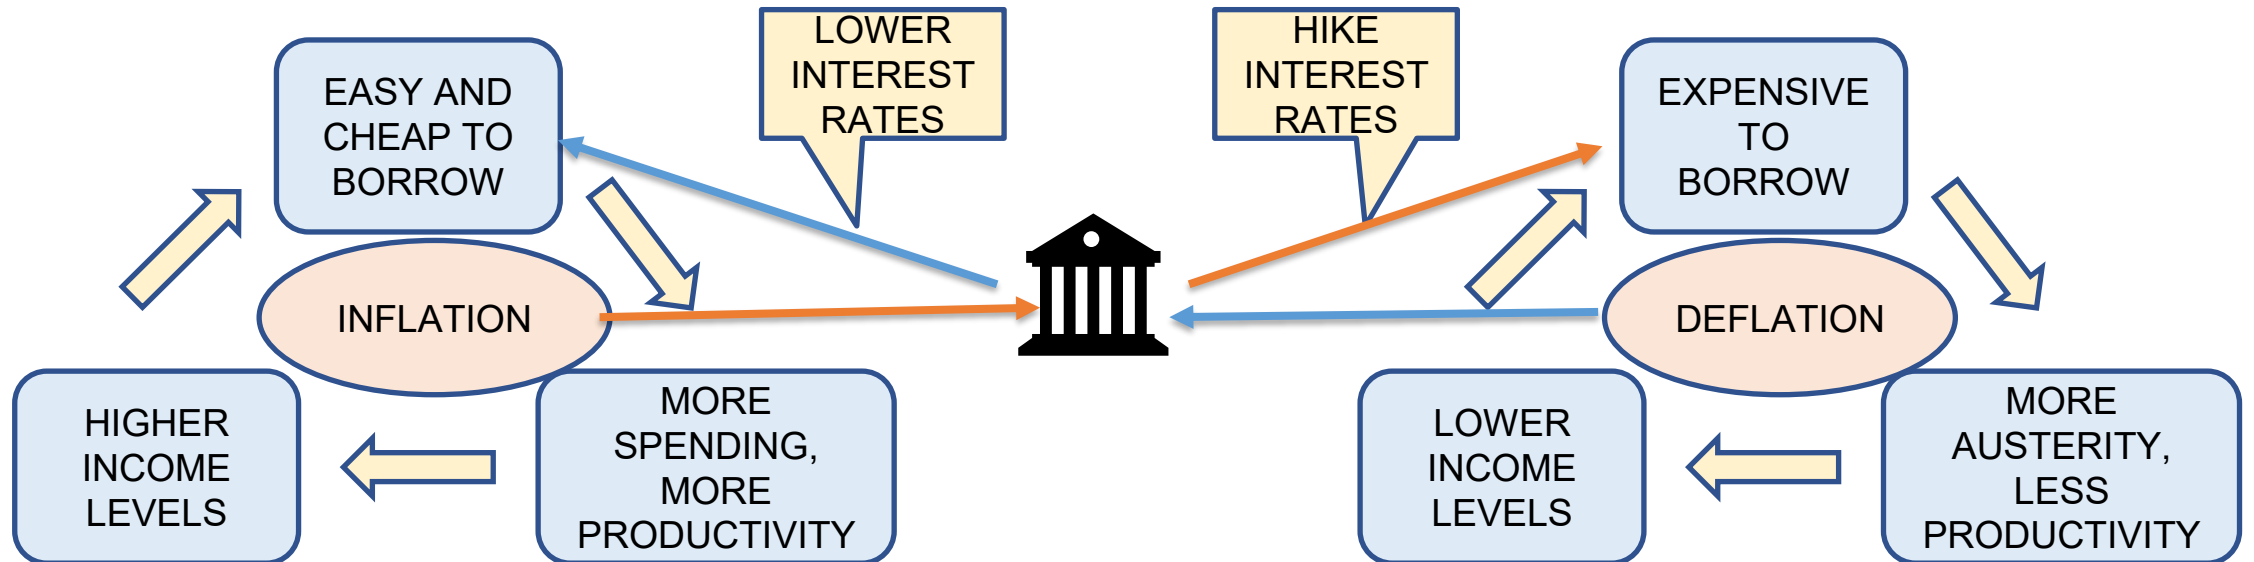 LOWER
INTEREST
RATES
HIKE
INTEREST
RATES
EASY AND
CHEAP TO
BORROW
EXPENSIVE
TO
BORROW
INFLATION
DEFLATION
HIGHER
INCOME
LEVELS
MORE
SPENDING,
MORE
PRODUCTIVITY
LOWER
INCOME
LEVELS
MORE
AUSTERITY,
LESS
PRODUCTIVITY